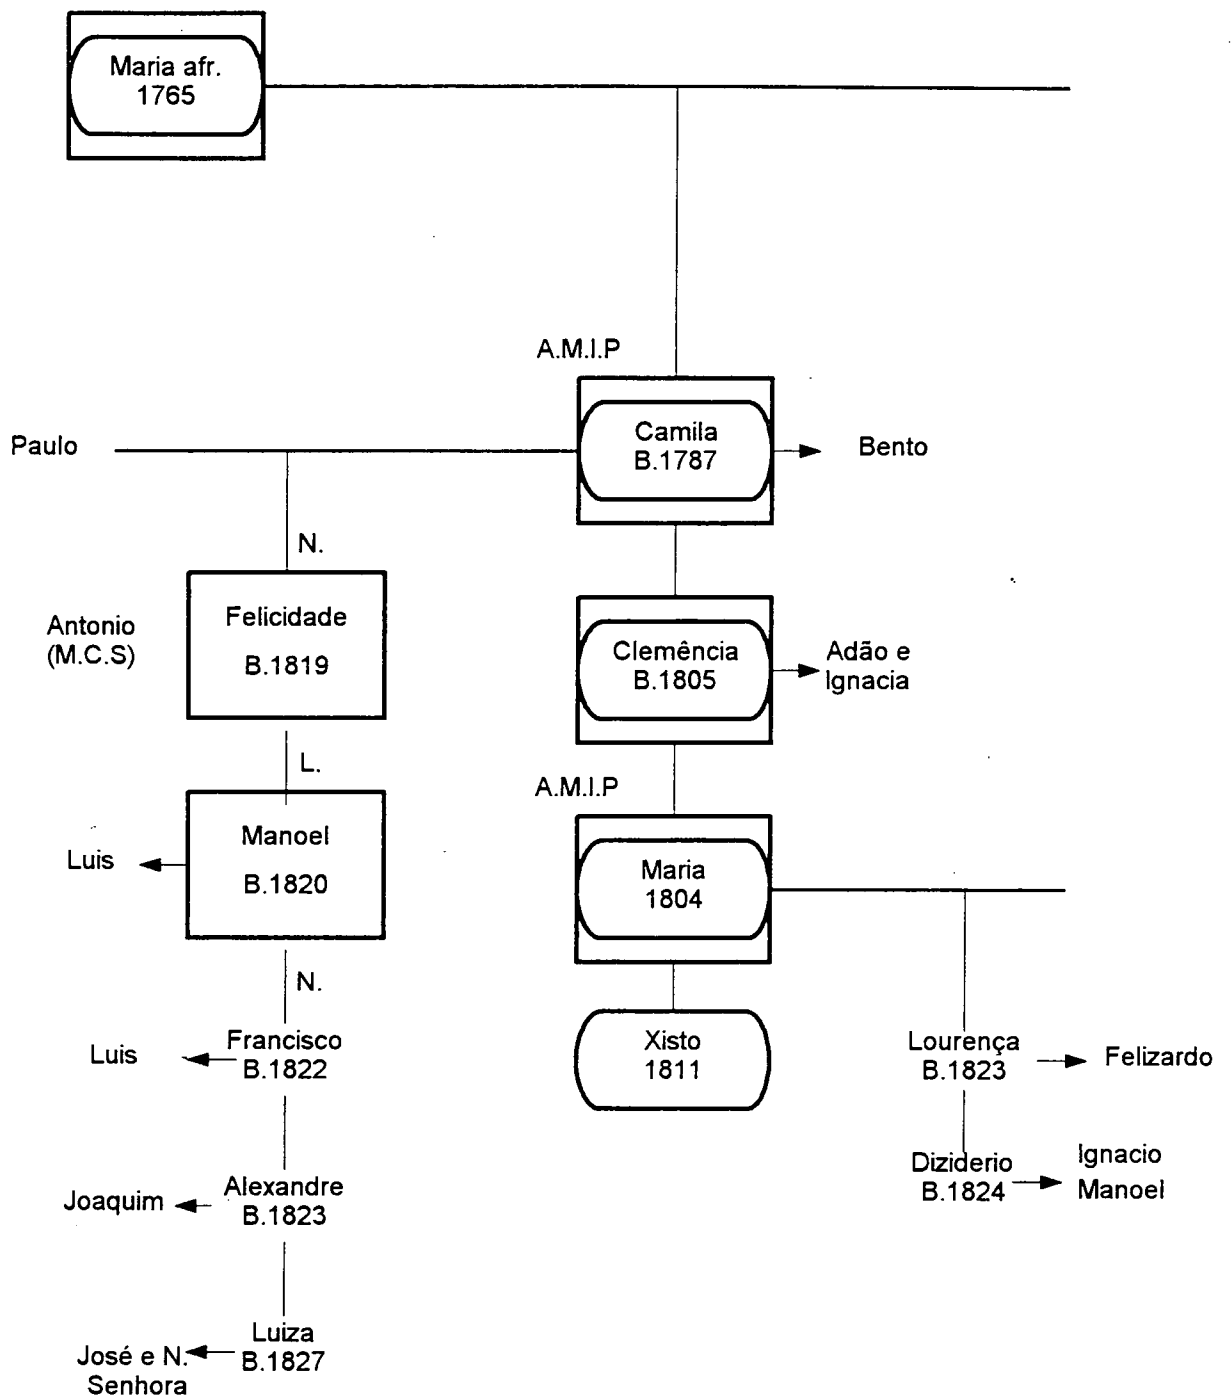 Maria afr.
1765
A.M.I.P
Paulo
Camila
B.1787
Bento
N.
Antonio
(M.C.S)
Felicidade
B.1819
Clemência
B.1805
Adão e
Ignacia
L.
A.M.I.P
Luis
Manoel
B.1820
Maria
1804
N.
Luis
Francisco
B.1822
Xisto
1811
Lourença
B.1823
Felizardo
Joaquim
Alexandre
B.1823
Diziderio
B.1824
Ignacio
Manoel
José e N.
Senhora
Luiza
B.1827